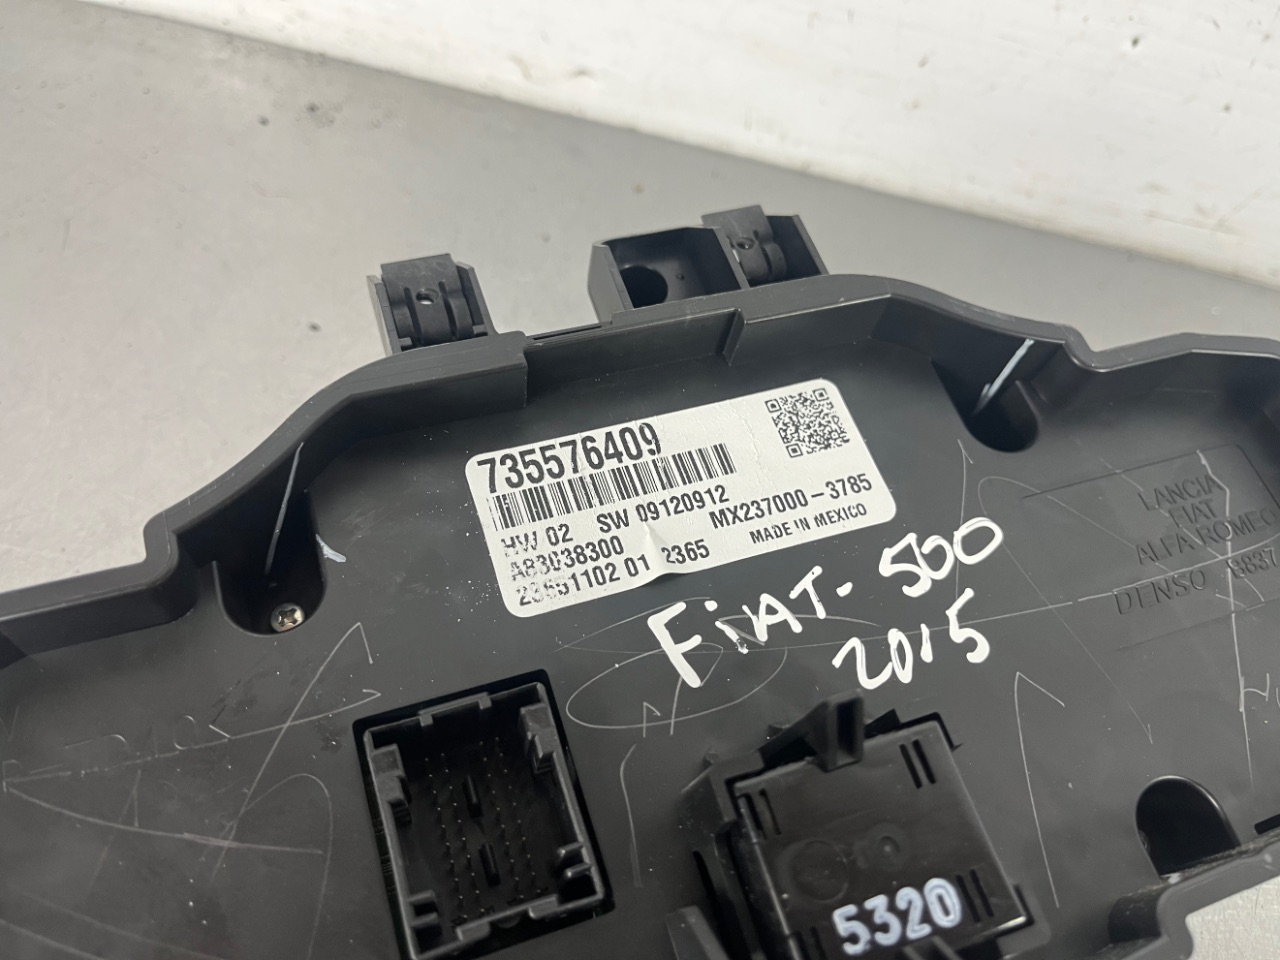 735576409
HW 02 SW 09120912
A83038300 MX237000-3785
23651102 01 2365 MADE IN MEXICO
FiAT- 500
2015
LANCIA
FIAT
ALFA ROMEO
DENSO
5320